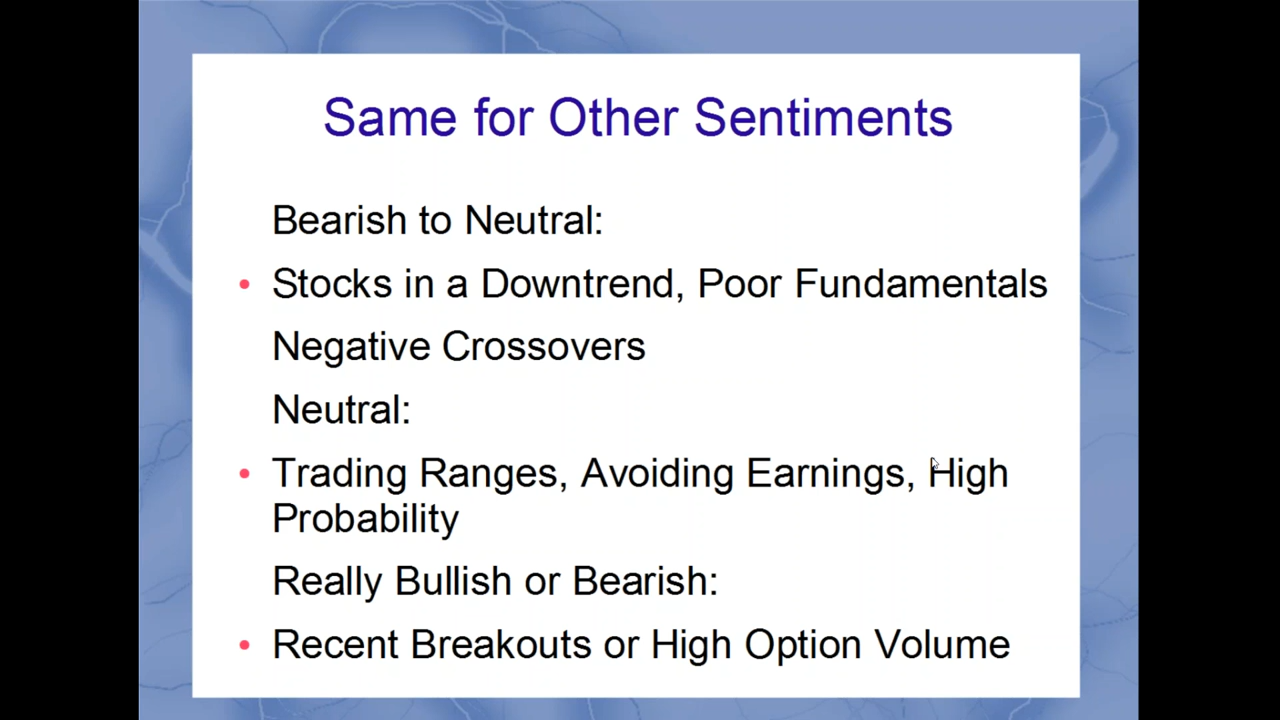 Same for Other Sentiments
Bearish to Neutral:
• Stocks in a Downtrend, Poor Fundamentals
Negative Crossovers
Neutral:
• Trading Ranges, Avoiding Earnings, High
Probability
Really Bullish or Bearish:
• Recent Breakouts or High Option Volume